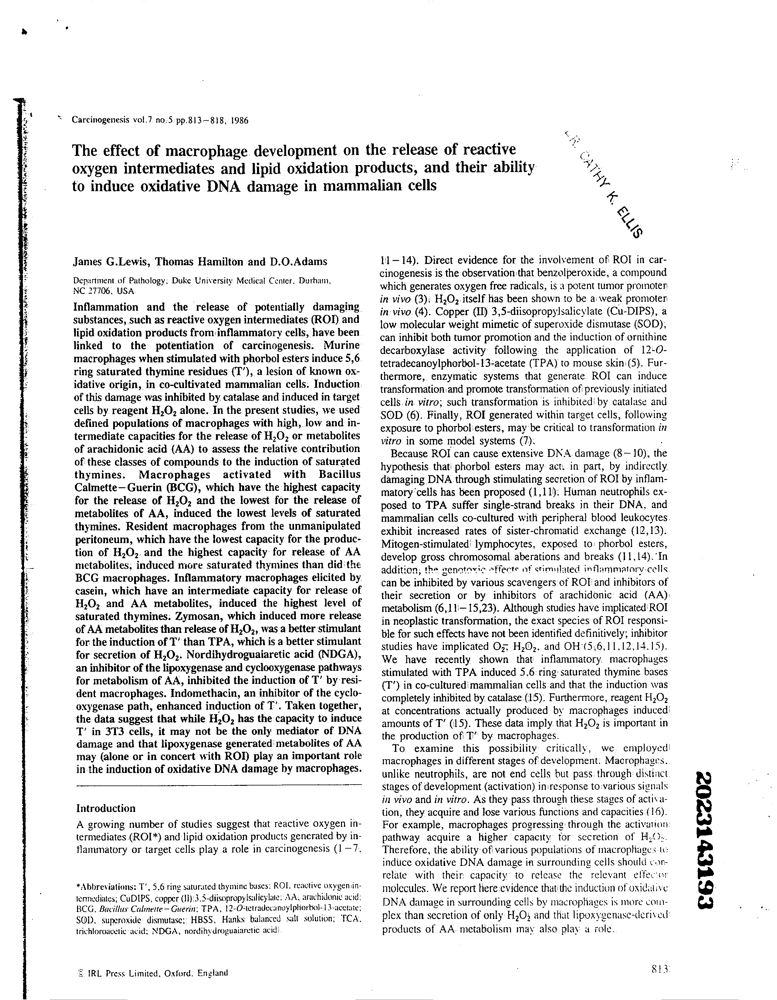 Carcinogenesis vol.7 no.5 pp.813–818, 1986
The effect of macrophage development on the release of reactive
oxygen intermediates and lipid oxidation products, and their ability
to induce oxidative DNA damage in mammalian cells
DR. CATHY K. ELLIS
James G.Lewis, Thomas Hamilton and D.O.Adams
Department of Pathology, Duke University Medical Center, Durham,
NC 27706, USA
Inflammation and the release of potentially damaging
substances, such as reactive oxygen intermediates (ROI) and
lipid oxidation products from inflammatory cells, have been
linked to the potentiation of carcinogenesis. Murine
macrophages when stimulated with phorbol esters induce 5,6
ring saturated thymine residues (T'), a lesion of known ox-
idative origin, in co-cultivated mammalian cells. Induction
of this damage was inhibited by catalase and induced in target
cells by reagent H₂O₂ alone. In the present studies, we used
defined populations of macrophages with high, low and in-
termediate capacities for the release of H₂O₂ or metabolites
of arachidonic acid (AA) to assess the relative contribution
of these classes of compounds to the induction of saturated
thymines. Macrophages activated with Bacillus
Calmette–Guerin (BCG), which have the highest capacity
for the release of H₂O₂ and the lowest for the release of
metabolites of AA, induced the lowest levels of saturated
thymines. Resident macrophages from the unmanipulated
peritoneum, which have the lowest capacity for the produc-
tion of H₂O₂ and the highest capacity for release of AA
metabolites, induced more saturated thymines than did the
BCG macrophages. Inflammatory macrophages elicited by
casein, which have an intermediate capacity for release of
H₂O₂ and AA metabolites, induced the highest level of
saturated thymines. Zymosan, which induced more release
of AA metabolites than release of H₂O₂, was a better stimulant
for the induction of T' than TPA, which is a better stimulant
for secretion of H₂O₂. Nordihydroguaiaretic acid (NDGA),
an inhibitor of the lipoxygenase and cyclooxygenase pathways
for metabolism of AA, inhibited the induction of T' by resi-
dent macrophages. Indomethacin, an inhibitor of the cyclo-
oxygenase path, enhanced induction of T'. Taken together,
the data suggest that while H₂O₂ has the capacity to induce
T' in 3T3 cells, it may not be the only mediator of DNA
damage and that lipoxygenase generated metabolites of AA
may (alone or in concert with ROI) play an important role
in the induction of oxidative DNA damage by macrophages.
Introduction
A growing number of studies suggest that reactive oxygen in-
termediates (ROI*) and lipid oxidation products generated by in-
flammatory or target cells play a role in carcinogenesis (1–7,
*Abbreviations: T', 5,6 ring saturated thymine bases; ROI, reactive oxygen in-
termediates; CuDIPS, copper (II) 3,5-diisopropylsalicylate; AA, arachidonic acid;
BCG, Bacillus Calmette–Guerin; TPA, 12-O-tetradecanoylphorbol-13-acetate;
SOD, superoxide dismutase; HBSS, Hanks balanced salt solution; TCA,
trichloroacetic acid; NDGA, nordihydroguaiaretic acid.
© IRL Press Limited, Oxford, England
11–14). Direct evidence for the involvement of ROI in car-
cinogenesis is the observation that benzolperoxide, a compound
which generates oxygen free radicals, is a potent tumor promoter
in vivo (3). H₂O₂ itself has been shown to be a weak promoter
in vivo (4). Copper (II) 3,5-diisopropylsalicylate (Cu-DIPS), a
low molecular weight mimetic of superoxide dismutase (SOD),
can inhibit both tumor promotion and the induction of ornithine
decarboxylase activity following the application of 12-O-
tetradecanoylphorbol-13-acetate (TPA) to mouse skin (5). Fur-
thermore, enzymatic systems that generate ROI can induce
transformation and promote transformation of previously initiated
cells in vitro; such transformation is inhibited by catalase and
SOD (6). Finally, ROI generated within target cells, following
exposure to phorbol esters, may be critical to transformation in
vitro in some model systems (7).
Because ROI can cause extensive DNA damage (8–10), the
hypothesis that phorbol esters may act, in part, by indirectly
damaging DNA through stimulating secretion of ROI by inflam-
matory cells has been proposed (1,11). Human neutrophils ex-
posed to TPA suffer single-strand breaks in their DNA, and
mammalian cells co-cultured with peripheral blood leukocytes
exhibit increased rates of sister-chromatid exchange (12,13).
Mitogen-stimulated lymphocytes, exposed to phorbol esters,
develop gross chromosomal aberations and breaks (11,14). In
addition, the genotoxic effects of stimulated inflammatory cells
can be inhibited by various scavengers of ROI and inhibitors of
their secretion or by inhibitors of arachidonic acid (AA)
metabolism (6,11–15,23). Although studies have implicated ROI
in neoplastic transformation, the exact species of ROI responsi-
ble for such effects have not been identified definitively; inhibitor
studies have implicated O₂⁻, H₂O₂, and OH (5,6,11,12,14,15).
We have recently shown that inflammatory macrophages
stimulated with TPA induced 5,6 ring saturated thymine bases
(T') in co-cultured mammalian cells and that the induction was
completely inhibited by catalase (15). Furthermore, reagent H₂O₂
at concentrations actually produced by macrophages induced
amounts of T' (15). These data imply that H₂O₂ is important in
the production of T' by macrophages.
To examine this possibility critically, we employed
macrophages in different stages of development. Macrophages,
unlike neutrophils, are not end cells but pass through distinct
stages of development (activation) in response to various signals
in vivo and in vitro. As they pass through these stages of activa-
tion, they acquire and lose various functions and capacities (16).
For example, macrophages progressing through the activation
pathway acquire a higher capacity for secretion of H₂O₂.
Therefore, the ability of various populations of macrophages to
induce oxidative DNA damage in surrounding cells should cor-
relate with their capacity to release the relevant effector
molecules. We report here evidence that the induction of oxidative
DNA damage in surrounding cells by macrophages is more com-
plex than secretion of only H₂O₂ and that lipoxygenase-derived
products of AA metabolism may also play a role.
813
2023143193